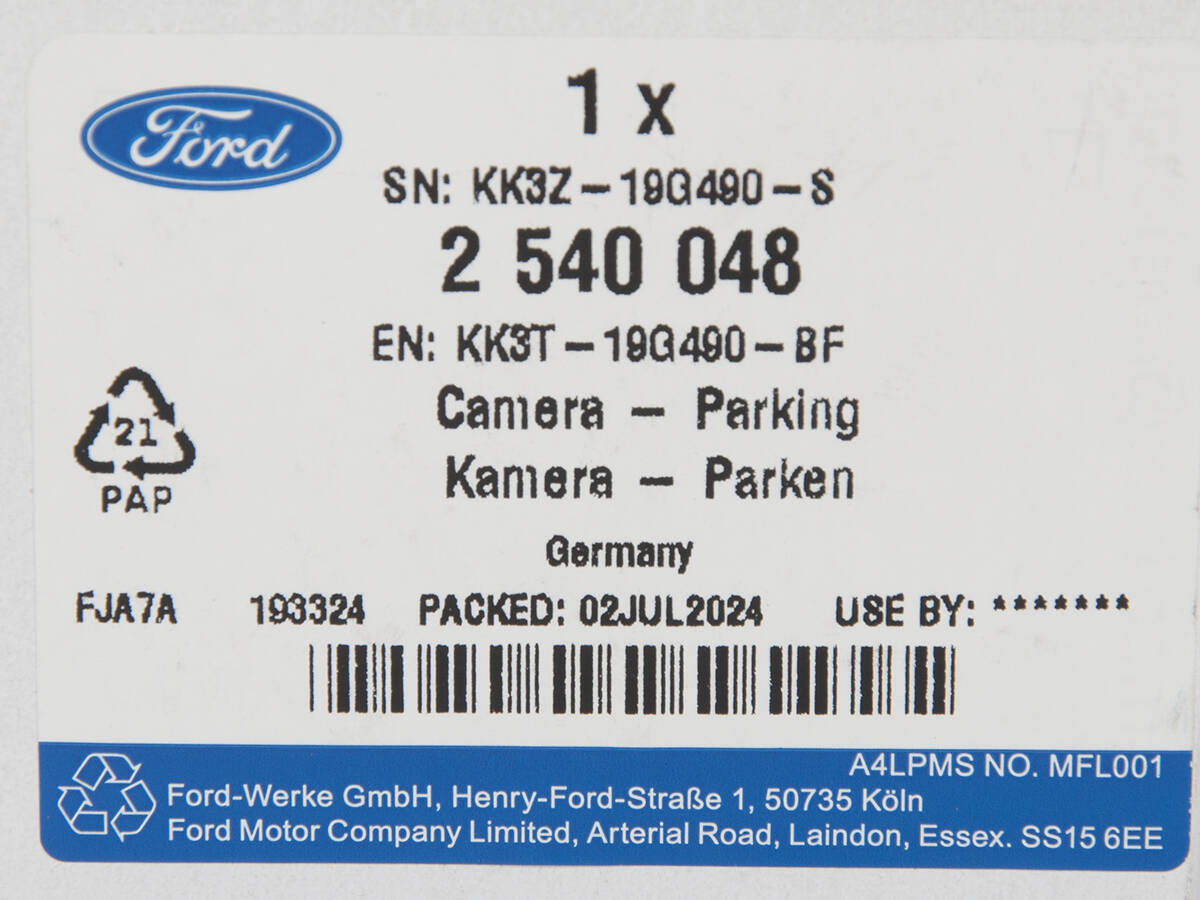 Ford
1 x
SN: KK3Z-19G490-S
2 540 048
EN: KK3T-19G490-BF
Camera - Parking
Kamera - Parken
21
PAP
Germany
FJA7A 193324 PACKED: 02JUL2024 USE BY: *******
A4LPMS NO. MFL001
Ford-Werke GmbH, Henry-Ford-Straße 1, 50735 Köln
Ford Motor Company Limited, Arterial Road, Laindon, Essex. SS15 6EE